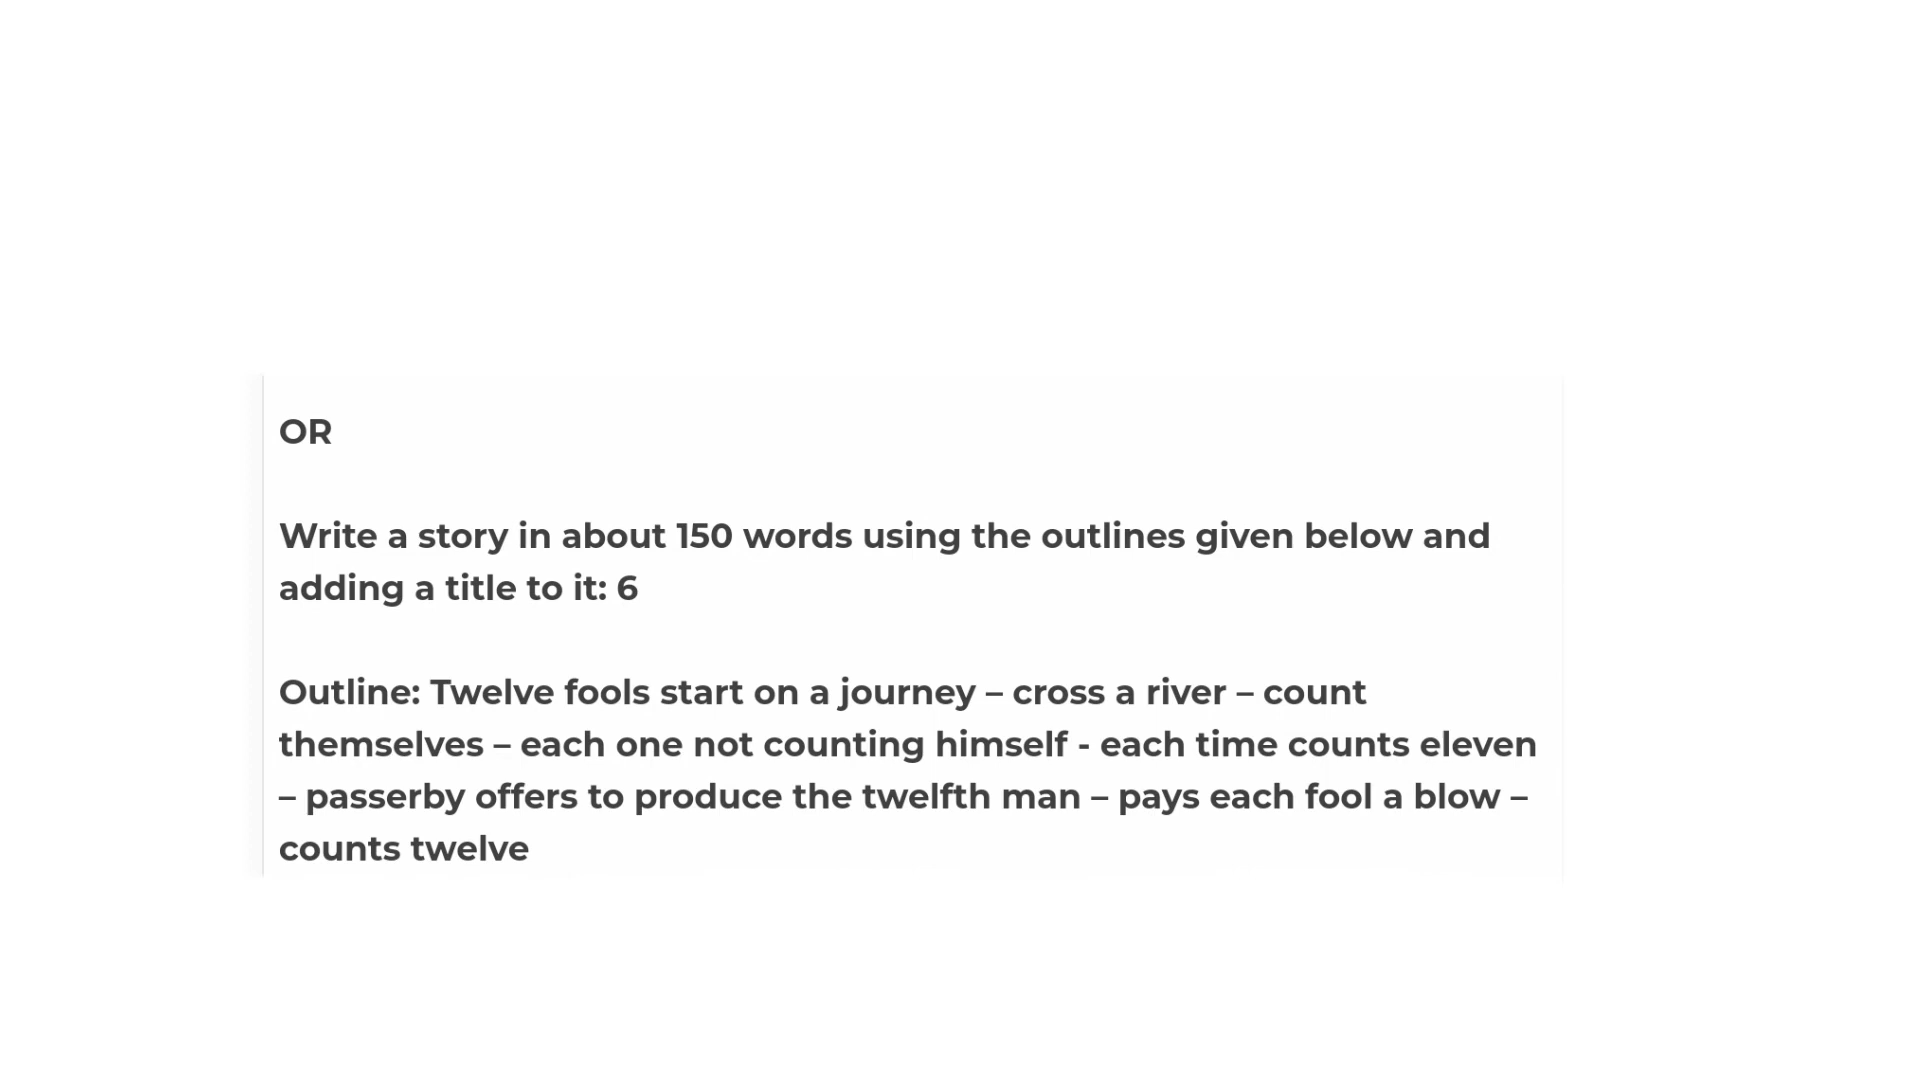 OR
Write a story in about 150 words using the outlines given below and
adding a title to it: 6
Outline: Twelve fools start on a journey – cross a river – count
themselves – each one not counting himself - each time counts eleven
– passerby offers to produce the twelfth man – pays each fool a blow –
counts twelve